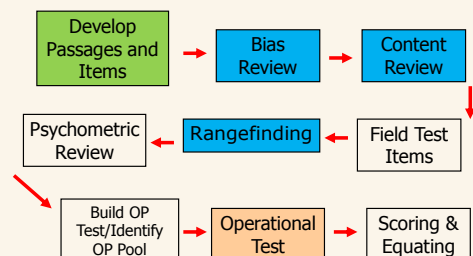 Develop
Passages and
Items
Bias
Review
Content
Review
Psychometric
Review
Rangefinding
Field Test
Items
Build OP
Test/Identify
OP Pool
Operational
Test
Scoring &
Equating